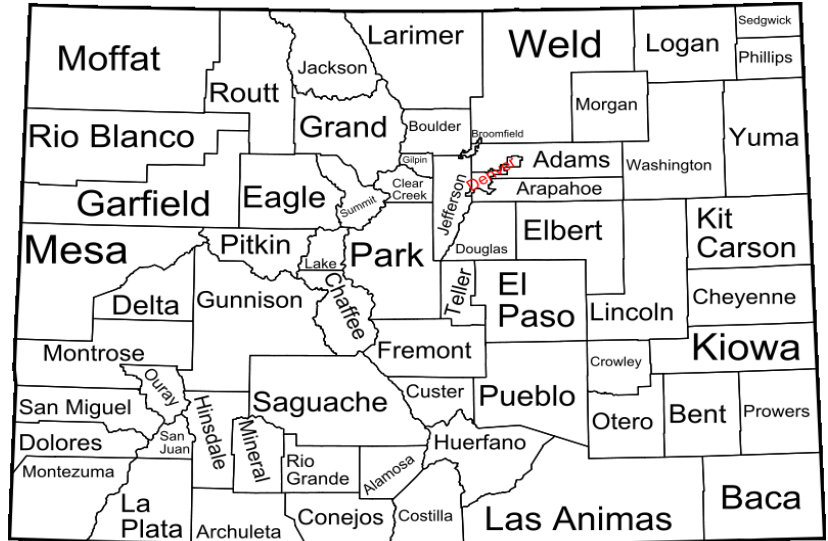 Moffat
Routt
Jackson
Larimer
Weld
Logan
Sedgwick
Phillips
Rio Blanco
Grand
Boulder
Broomfield
Morgan
Washington
Yuma
Garfield
Eagle
Summit
Gilpin
Clear
Creek
Jefferson
Denver
Adams
Arapahoe
Mesa
Pitkin
Lake
Park
Douglas
Elbert
Kit
Carson
Delta
Gunnison
Chaffee
Teller
El
Paso
Lincoln
Cheyenne
Montrose
Fremont
Crowley
Kiowa
Ouray
San Miguel
Hinsdale
Saguache
Custer
Pueblo
Otero
Bent
Prowers
Dolores
San
Juan
Mineral
Rio
Grande
Alamosa
Huerfano
Montezuma
La
Plata
Archuleta
Conejos
Costilla
Las Animas
Baca